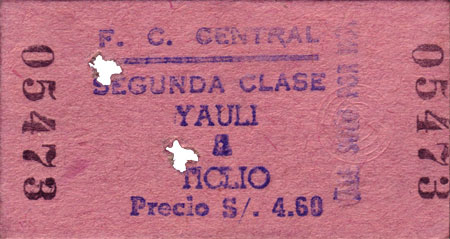 05473
F. C. CENTRAL
SEGUNDA CLASE
YAULI
a
TICLIO
Precio S/. 4.60
05473